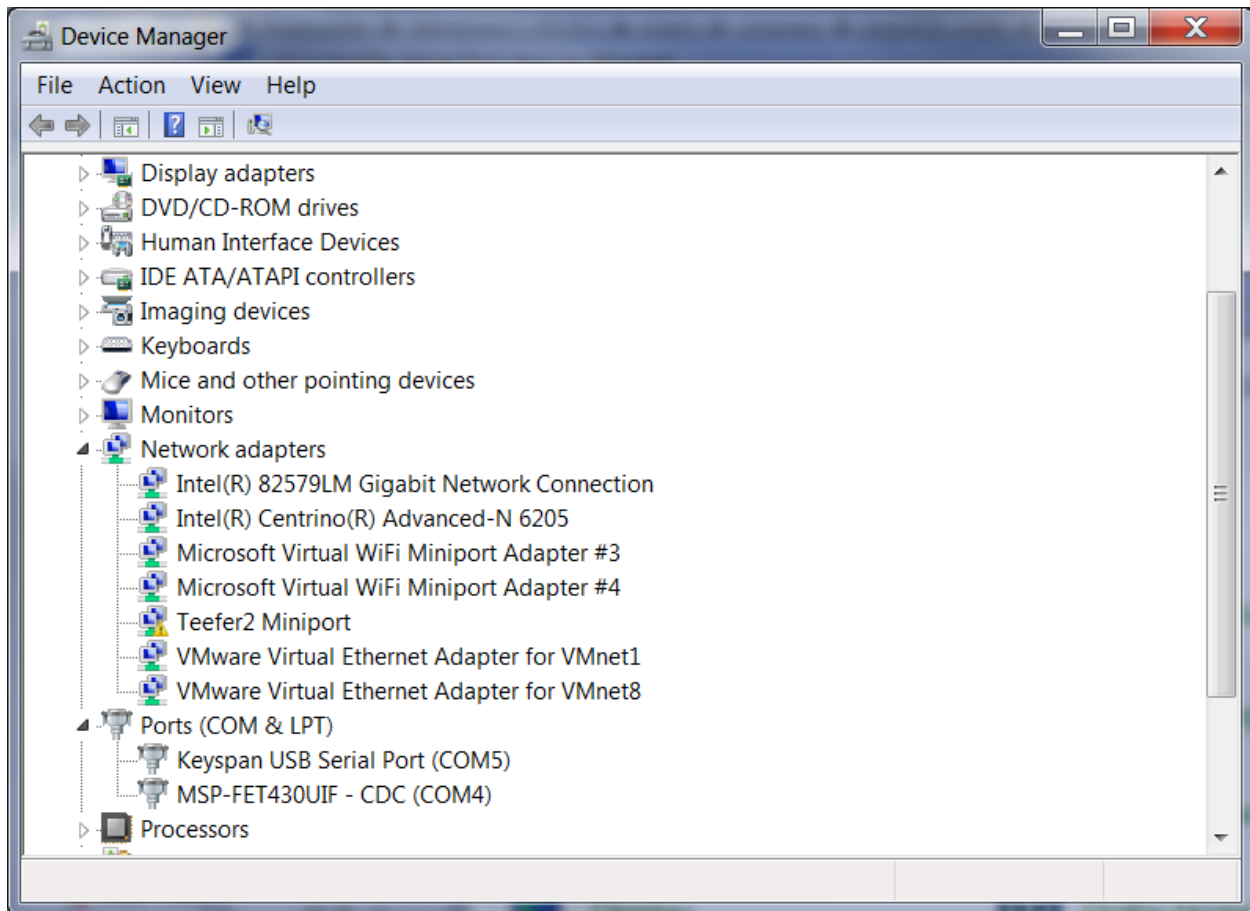 Device Manager
File Action View Help
Display adapters
DVD/CD-ROM drives
Human Interface Devices
IDE ATA/ATAPI controllers
Imaging devices
Keyboards
Mice and other pointing devices
Monitors
Network adapters
Intel(R) 82579LM Gigabit Network Connection
Intel(R) Centrino(R) Advanced-N 6205
Microsoft Virtual WiFi Miniport Adapter #3
Microsoft Virtual WiFi Miniport Adapter #4
Teefer2 Miniport
VMware Virtual Ethernet Adapter for VMnet1
VMware Virtual Ethernet Adapter for VMnet8
Ports (COM & LPT)
Keyspan USB Serial Port (COM5)
MSP-FET430UIF - CDC (COM4)
Processors